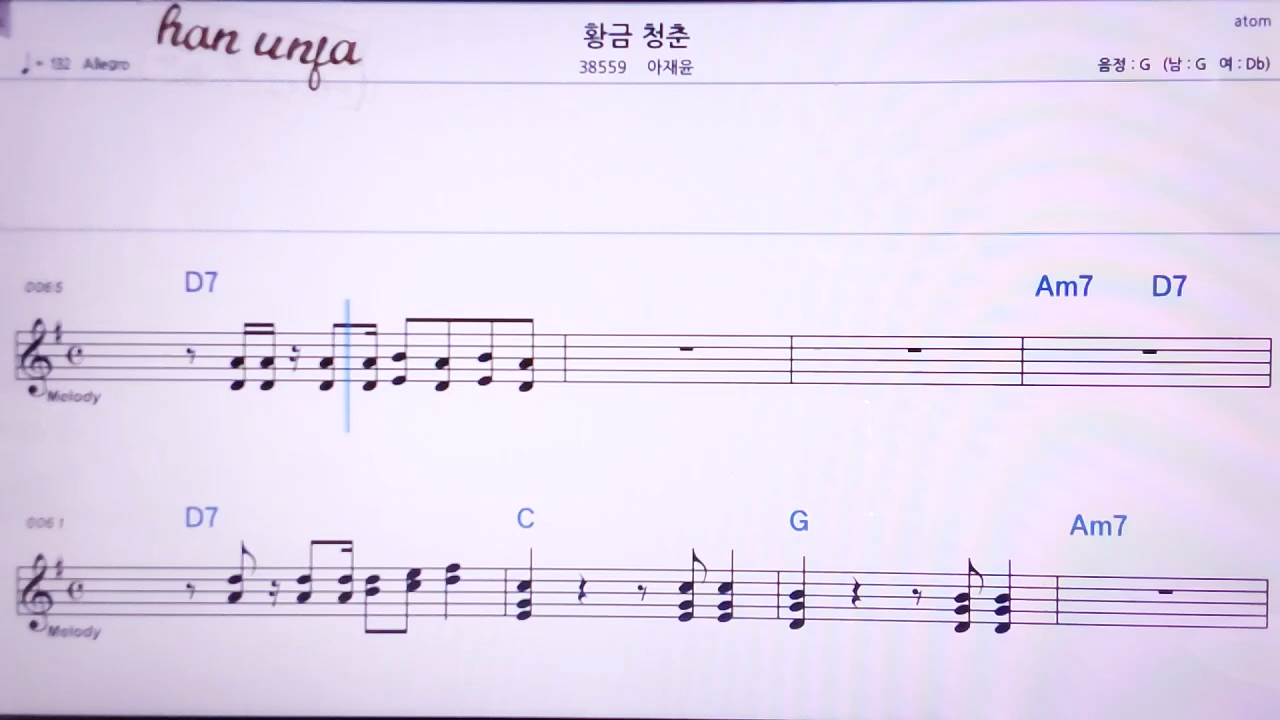 han unfa
황금 청춘
atom
♩= 132 Allegro
38559 아재윤
음정 : G (남 : G 여 : Db)
0065
D7
Am7 D7
Melody
0061
D7 C G Am7
Melody